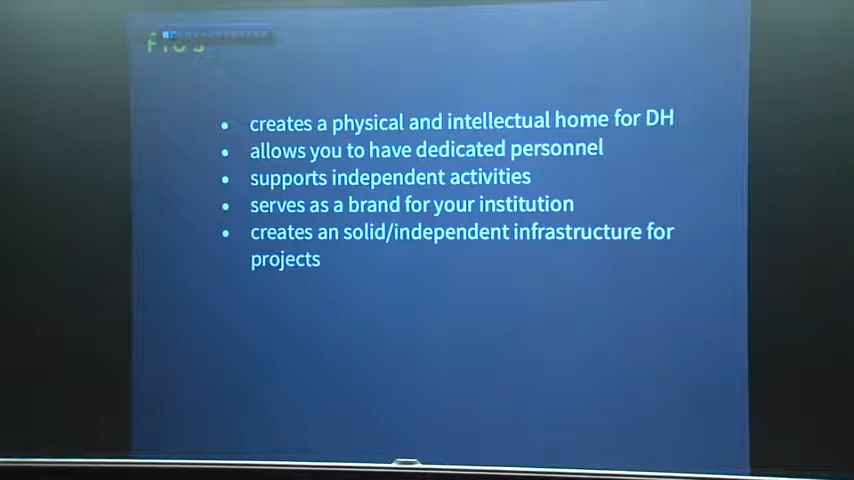 creates a physical and intellectual home for DH
allows you to have dedicated personnel
supports independent activities
serves as a brand for your institution
creates an solid/independent infrastructure for
projects